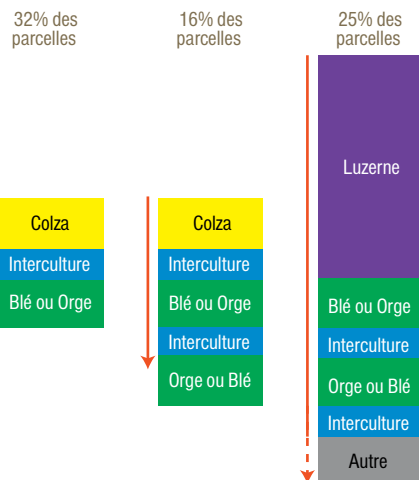 32% des
parcelles
Colza
Interculture
Blé ou Orge
16% des
parcelles
Colza
Interculture
Blé ou Orge
Interculture
Orge ou Blé
25% des
parcelles
Luzerne
Blé ou Orge
Interculture
Orge ou Blé
Interculture
Autre